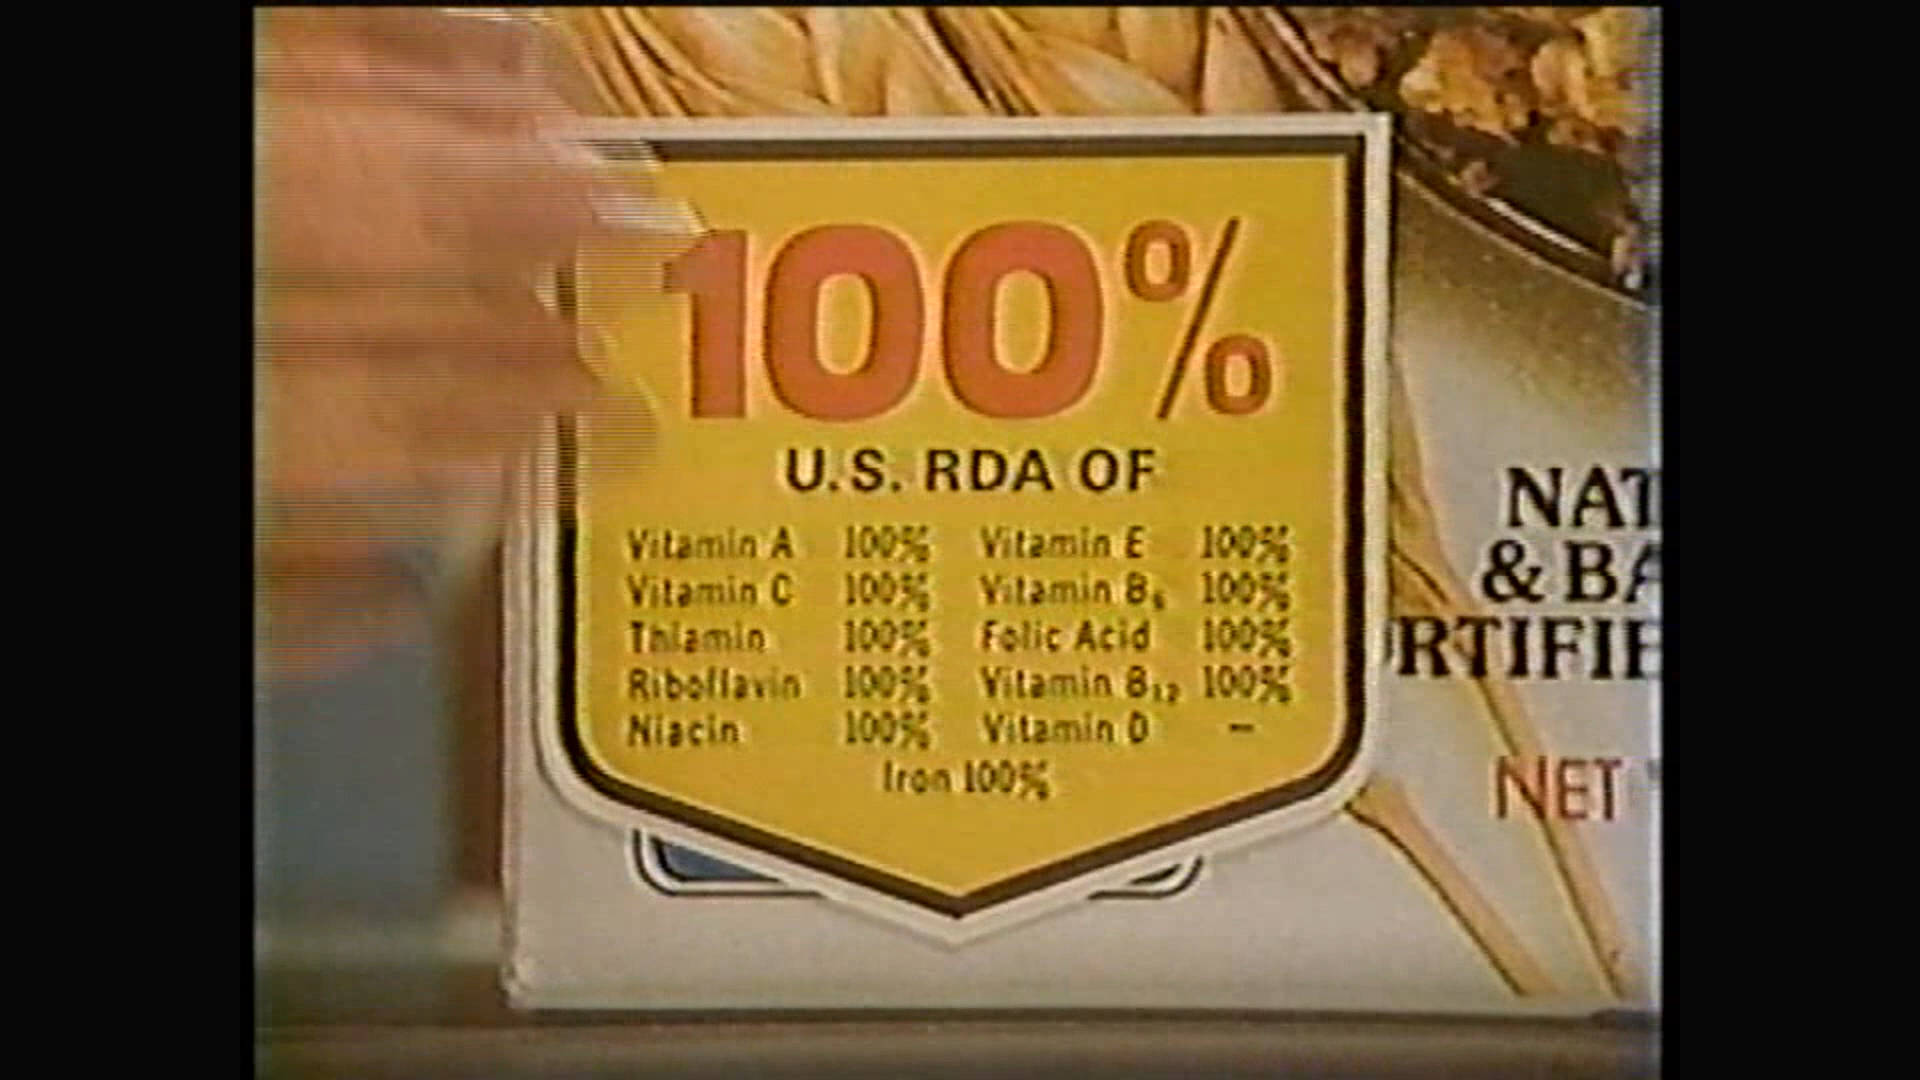 100%
U.S. RDA OF
Vitamin A 100% Vitamin E 100%
Vitamin C 100% Vitamin B6 100%
Thiamin 100% Folic Acid 100%
Riboflavin 100% Vitamin B12 100%
Niacin 100% Vitamin D –
Iron 100%
NAT
& BA
RTIFIE
NET